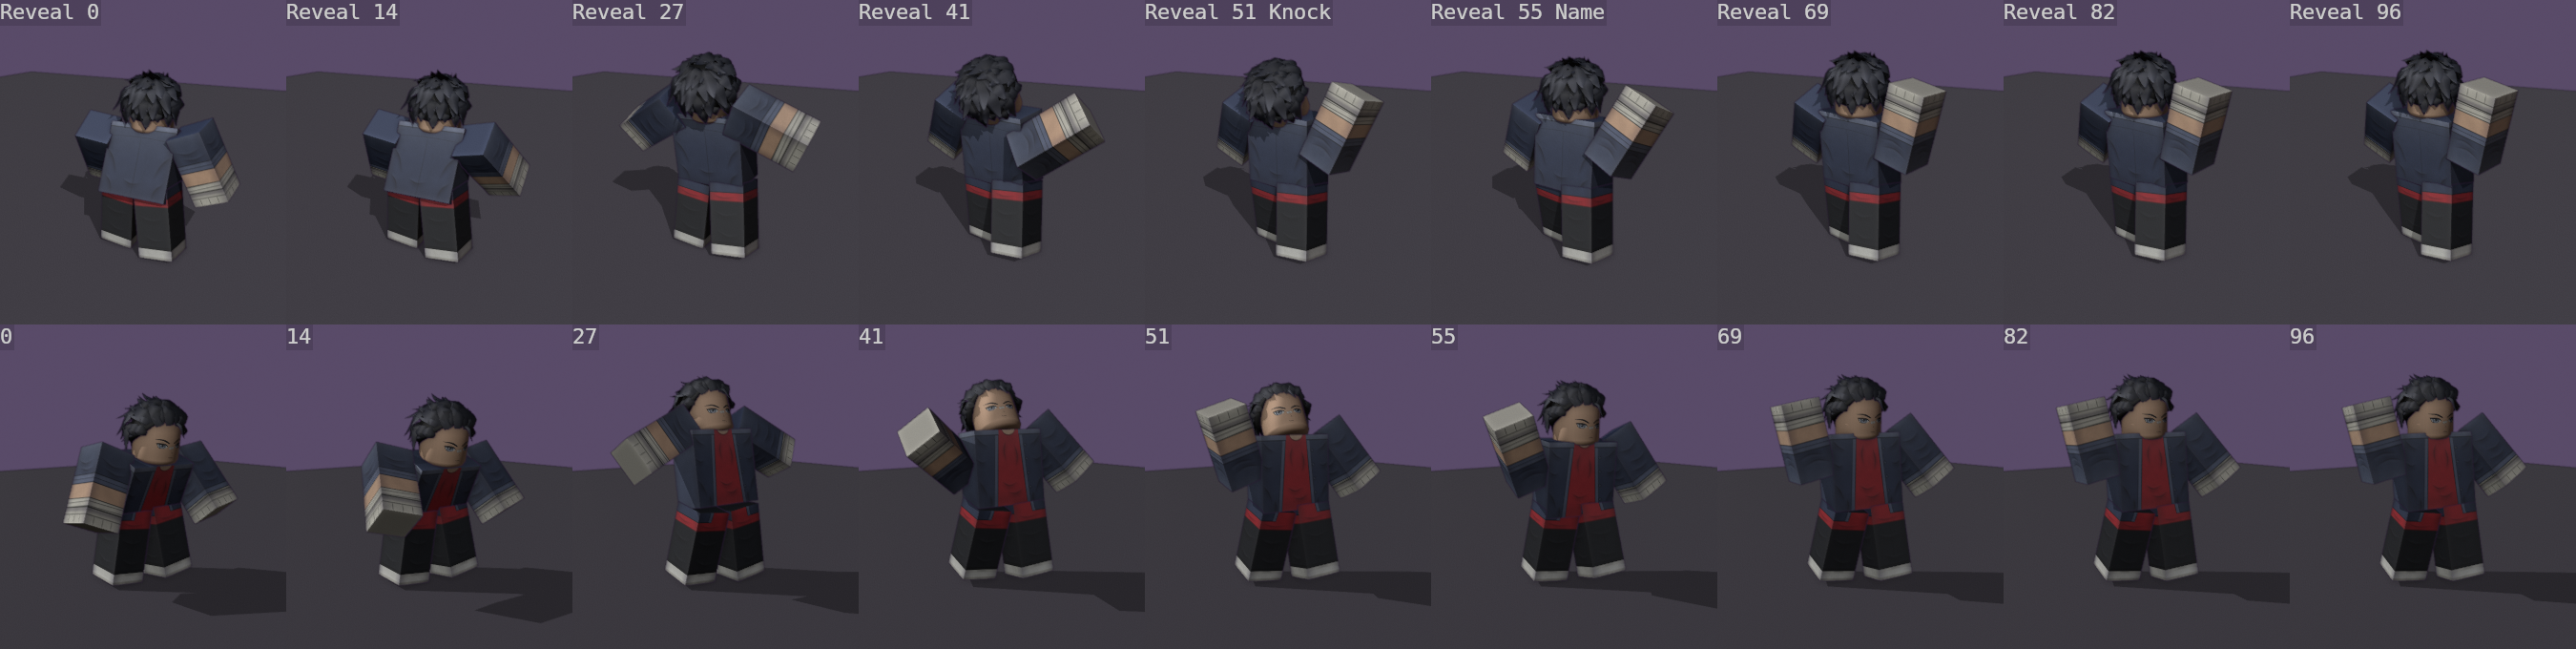 Reveal 0
Reveal 14
Reveal 27
Reveal 41
Reveal 51 Knock
Reveal 55 Name
Reveal 69
Reveal 82
Reveal 96
0
14
27
41
51
55
69
82
96